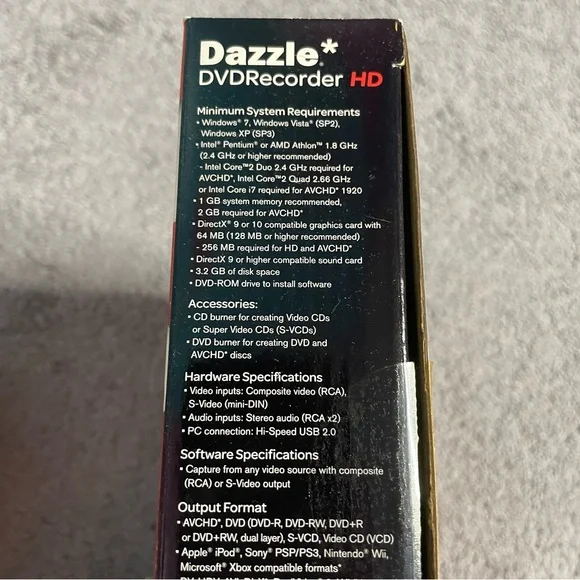 Dazzle.*
DVDRecorder HD
Minimum System Requirements
• Windows® 7, Windows Vista® (SP2),
Windows XP (SP3)
• Intel® Pentium® or AMD Athlon™ 1.8 GHz
(2.4 GHz or higher recommended)
- Intel Core™2 Duo 2.4 GHz required for
AVCHD*, Intel Core™2 Quad 2.66 GHz
or Intel Core i7 required for AVCHD* 1920
• 1 GB system memory recommended,
2 GB required for AVCHD*
• DirectX® 9 or 10 compatible graphics card with
64 MB (128 MB or higher recommended)
- 256 MB required for HD and AVCHD*
• DirectX 9 or higher compatible sound card
• 3.2 GB of disk space
• DVD-ROM drive to install software
Accessories:
• CD burner for creating Video CDs
or Super Video CDs (S-VCDs)
• DVD burner for creating DVD and
AVCHD* discs
Hardware Specifications
• Video inputs: Composite video (RCA),
S-Video (mini-DIN)
• Audio inputs: Stereo audio (RCA x2)
• PC connection: Hi-Speed USB 2.0
Software Specifications
• Capture from any video source with composite
(RCA) or S-Video output
Output Format
• AVCHD*, DVD (DVD-R, DVD-RW, DVD+R
or DVD+RW, dual layer), S-VCD, Video CD (VCD)
• Apple® iPod®, Sony® PSP/PS3, Nintendo® Wii,
Microsoft® Xbox compatible formats*